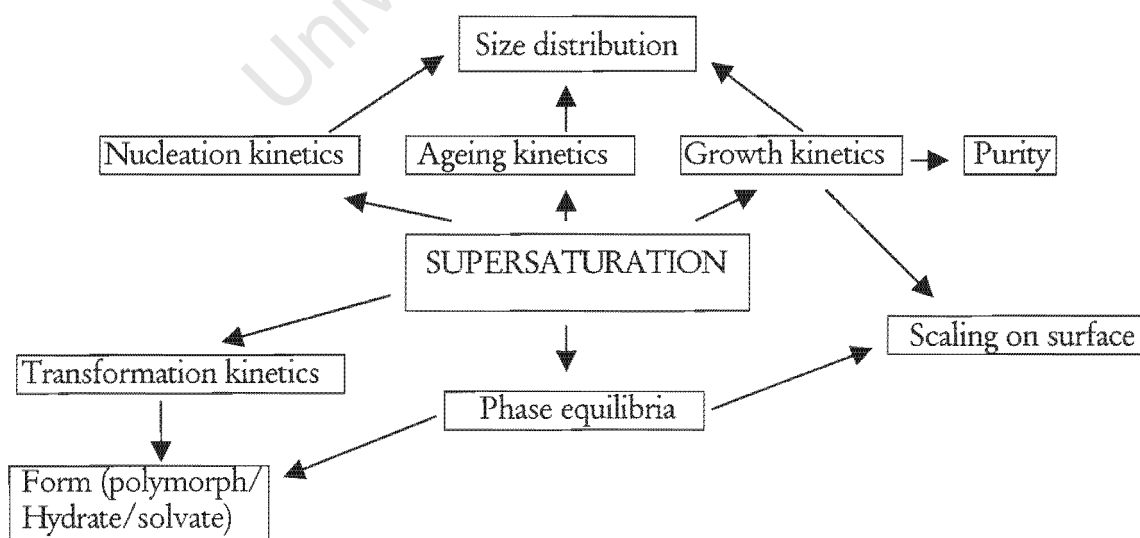 Univ
Size distribution
Nucleation kinetics
Ageing kinetics
Growth kinetics
Purity
SUPERSATURATION
Scaling on surface
Transformation kinetics
Phase equilibria
Form (polymorph/
Hydrate/solvate)